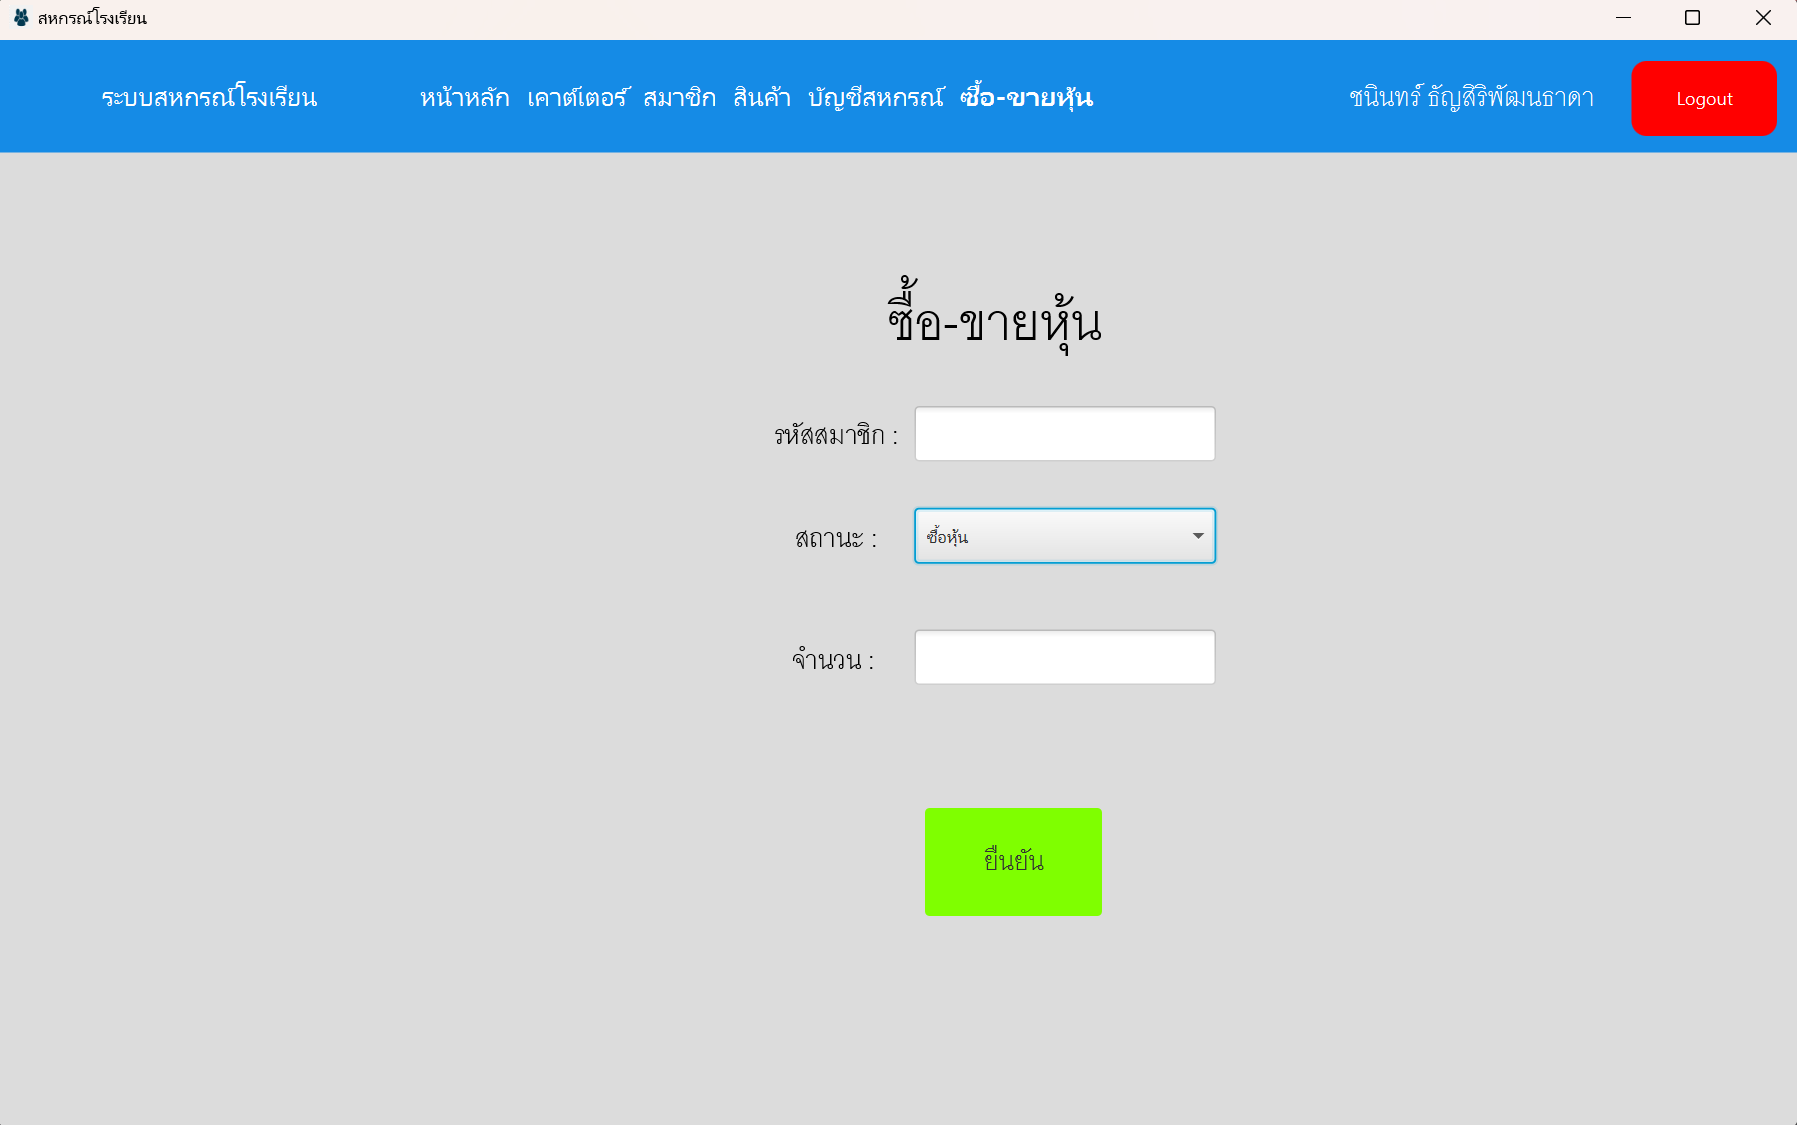 สหกรณ์โรงเรียน
ระบบสหกรณ์โรงเรียน หน้าหลัก เคาต์เตอร์ สมาชิก สินค้า บัญชีสหกรณ์ ซื้อ-ขายหุ้น ชนินทร์ ธัญสิริพัฒนธาดา Logout
ซื้อ-ขายหุ้น
รหัสสมาชิก :
สถานะ : ซื้อหุ้น
จำนวน :
ยืนยัน